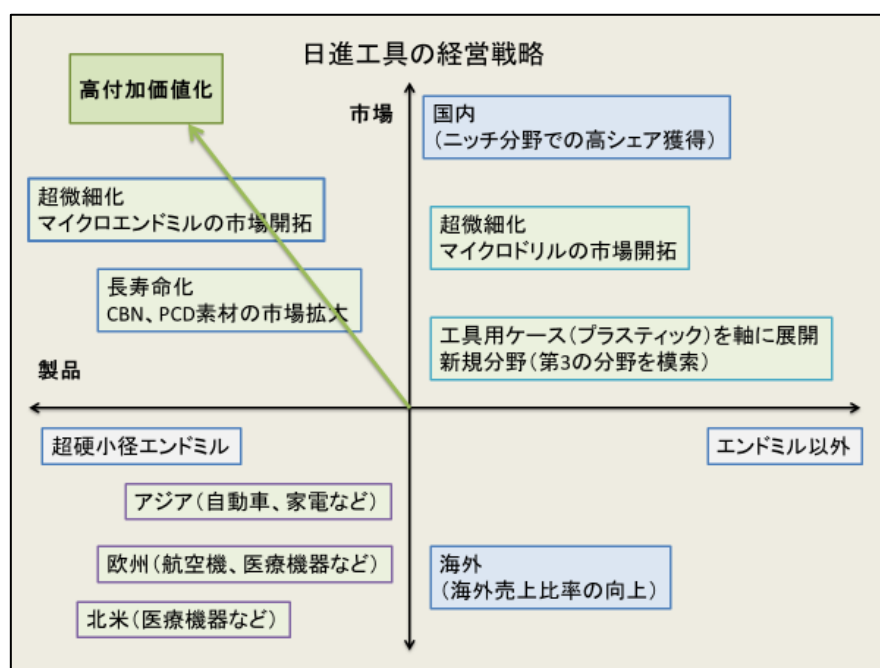 日進工具の経営戦略
高付加価値化
市場
国内
（ニッチ分野での高シェア獲得）
超微細化
マイクロエンドミルの市場開拓
超微細化
マイクロドリルの市場開拓
長寿命化
CBN、PCD素材の市場拡大
工具用ケース（プラスティック）を軸に展開
新規分野（第3の分野を模索）
製品
超硬小径エンドミル
エンドミル以外
アジア（自動車、家電など）
欧州（航空機、医療機器など）
北米（医療機器など）
海外
（海外売上比率の向上）